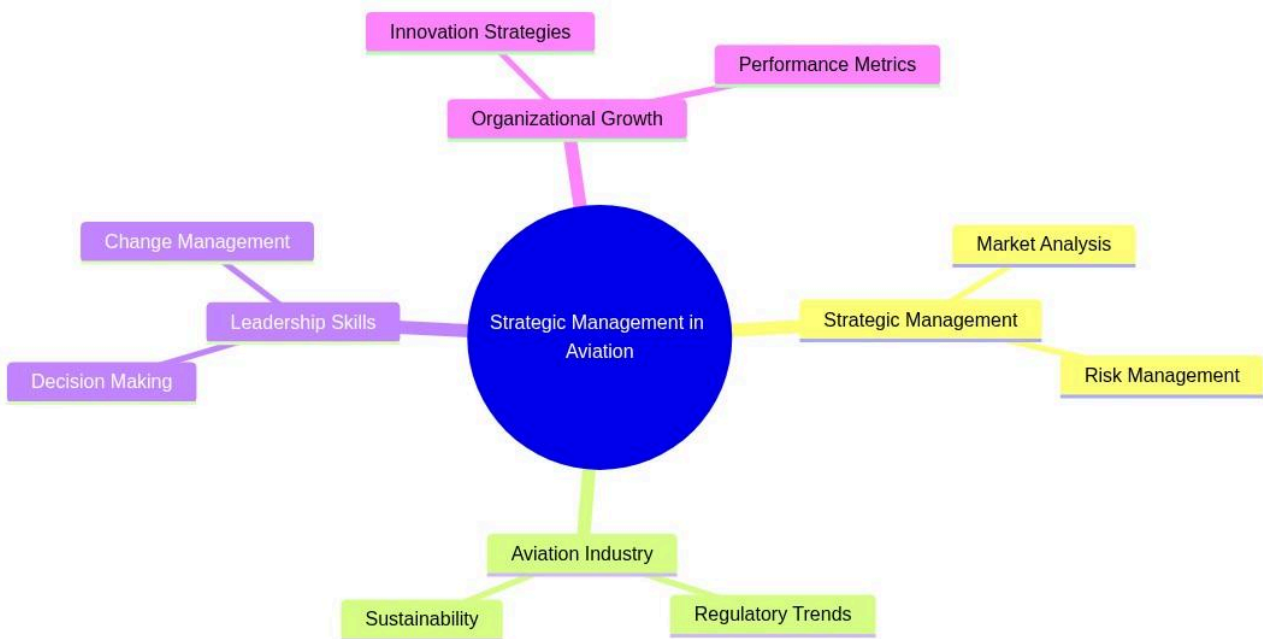 Innovation Strategies
Performance Metrics
Organizational Growth
Change Management
Market Analysis
Leadership Skills
Strategic Management in
Aviation
Strategic Management
Decision Making
Risk Management
Aviation Industry
Sustainability
Regulatory Trends